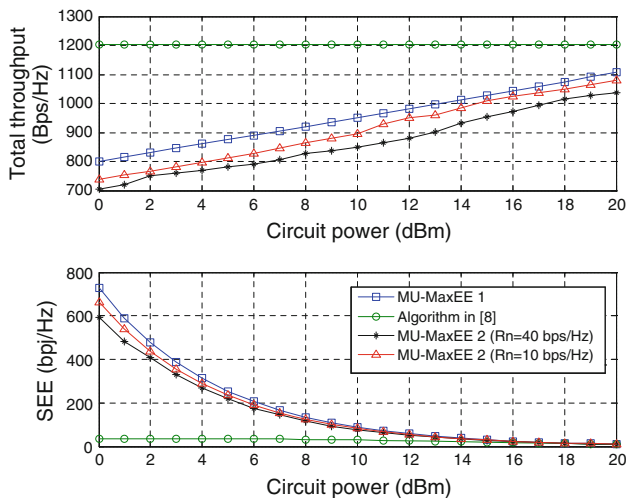 Total throughput
(Bps/Hz)
1300
1200
1100
1000
900
800
700
0 2 4 6 8 10 12 14 16 18 20
Circuit power (dBm)
SEE (bpj/Hz)
800
600
400
200
0
MU-MaxEE 1
Algorithm in [8]
MU-MaxEE 2 (Rn=40 bps/Hz)
MU-MaxEE 2 (Rn=10 bps/Hz)
0 2 4 6 8 10 12 14 16 18 20
Circuit power (dBm)